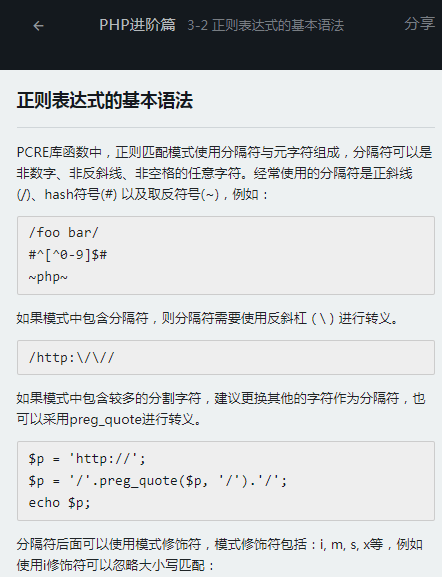 PHP进阶篇 3-2 正则表达式的基本语法 分享
正则表达式的基本语法
PCRE库函数中，正则匹配模式使用分隔符与元字符组成，分隔符可以是
非数字、非反斜线、非空格的任意字符。经常使用的分隔符是正斜线
(/)、hash符号(#) 以及取反符号(~)，例如：
/foo bar/
#^[^0-9]$#
~php~
如果模式中包含分隔符，则分隔符需要使用反斜杠（\）进行转义。
/http:\/\//
如果模式中包含较多的分割字符，建议更换其他的字符作为分隔符，也
可以采用preg_quote进行转义。
$p = 'http://';
$p = '/'.preg_quote($p, '/').'/';
echo $p;
分隔符后面可以使用模式修饰符，模式修饰符包括：i, m, s, x等，例如
使用i修饰符可以忽略大小写匹配：